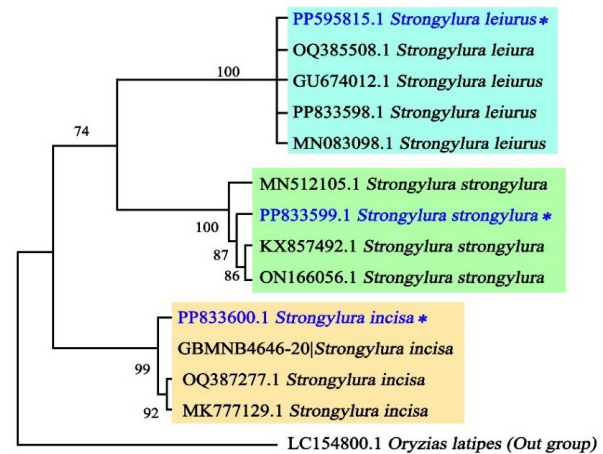 PP595815.1 Strongylura leiurus*
OQ385508.1 Strongylura leiura
100
GU674012.1 Strongylura leiurus
PP833598.1 Strongylura leiurus
74
MN083098.1 Strongylura leiurus
MN512105.1 Strongylura strongylura
PP833599.1 Strongylura strongylura*
100
KX857492.1 Strongylura strongylura
87
86
ON166056.1 Strongylura strongylura
PP833600.1 Strongylura incisa*
GBMNB4646-20|Strongylura incisa
99
OQ387277.1 Strongylura incisa
92
MK777129.1 Strongylura incisa
LC154800.1 Oryzias latipes (Out group)